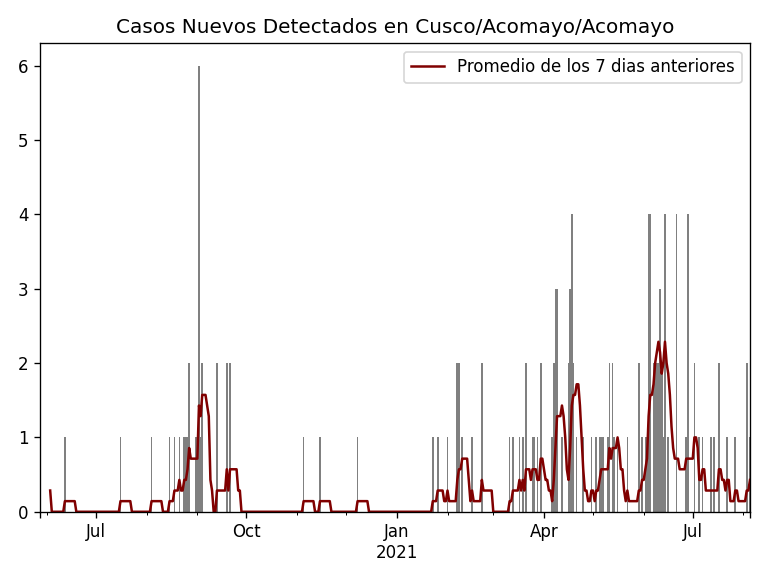 Casos Nuevos Detectados en Cusco/Acomayo/Acomayo
Promedio de los 7 dias anteriores
6
5
4
3
2
1
0
Jul
Oct
Jan
Apr
Jul
2021